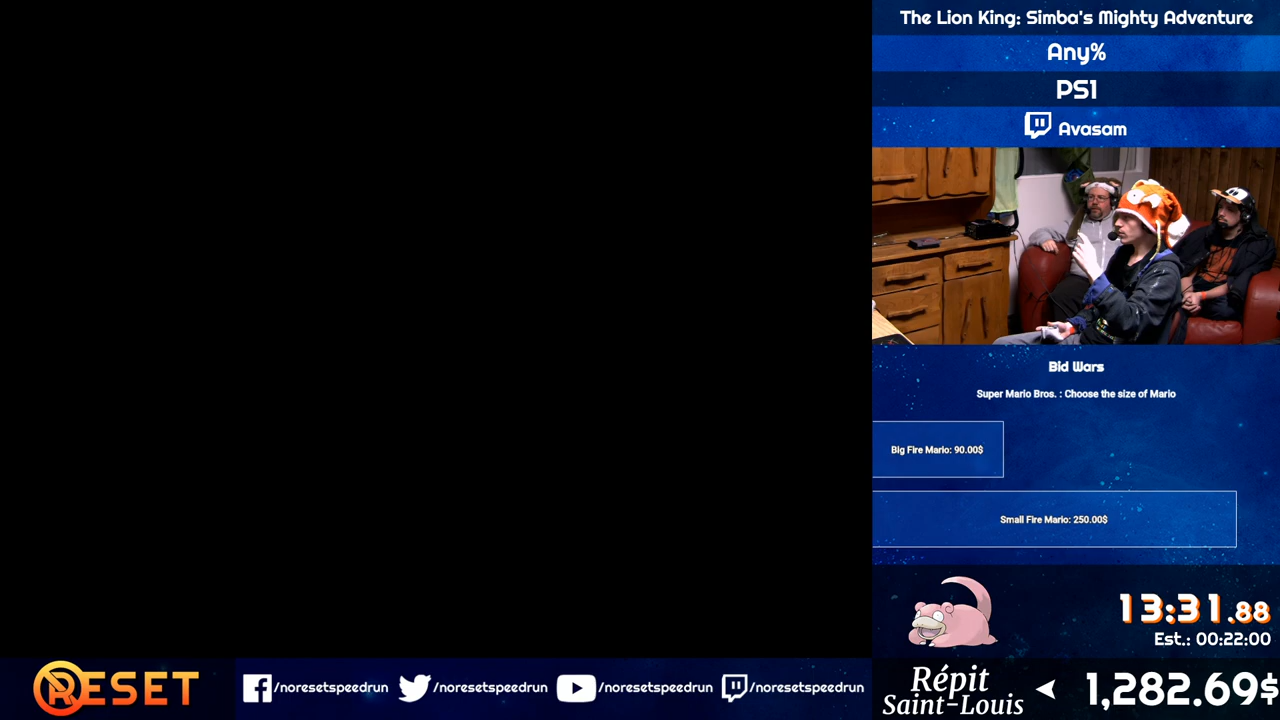 The Lion King: Simba's Mighty Adventure
Any%
PS1
Avasam
Bid Wars
Super Mario Bros. : Choose the size of Mario
Big Fire Mario: 90.00$
Small Fire Mario: 250.00$
13:31.88
Est.: 00:22:00
RESET
/noresetspeedrun
/noresetspeedrun
/noresetspeedrun
/noresetspeedrun
Répit
Saint-Louis
1,282.69$